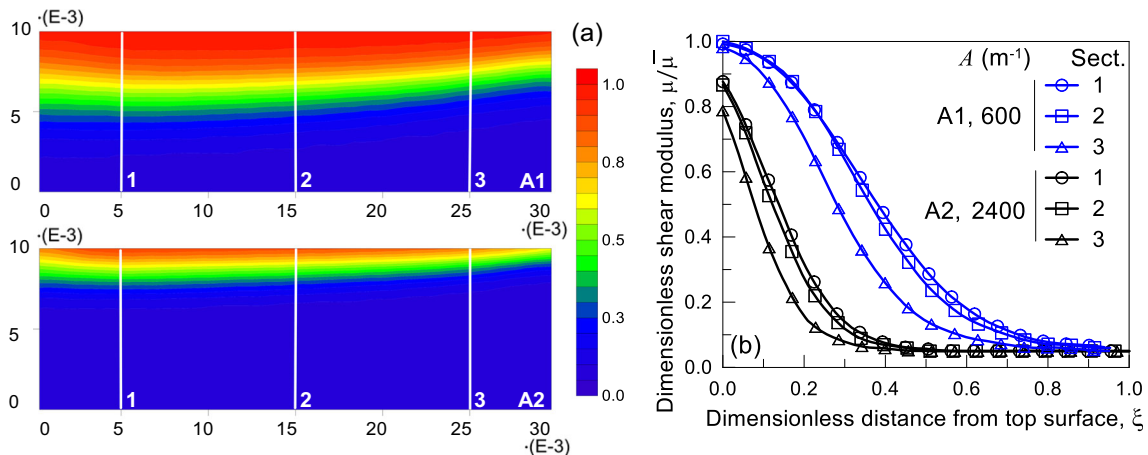 10 ·(E-3)
5
0
1
2
3
A1
0 5 10 15 20 25 30
·(E-3)
·(E-3)
10
5
0
1
2
3
A2
0 5 10 15 20 25 30
·(E-3)
(a)
1.0
0.8
0.5
0.3
0.0
Dimensionless shear modulus, μ/μ̅
1.0
0.8
0.6
0.4
0.2
0.0
(b)
A (m⁻¹) Sect.
A1, 600
1
2
3
A2, 2400
1
2
3
0.0 0.2 0.4 0.6 0.8 1.0
Dimensionless distance from top surface, ξ